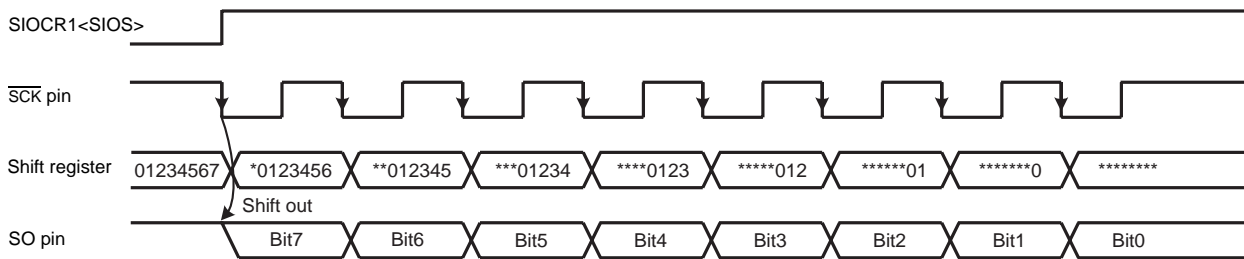 SIOCR1<SIOS>
SCK pin
Shift register 01234567 *0123456 **012345 ***01234 ****0123 *****012 ******01 *******0 ********
Shift out
SO pin Bit7 Bit6 Bit5 Bit4 Bit3 Bit2 Bit1 Bit0